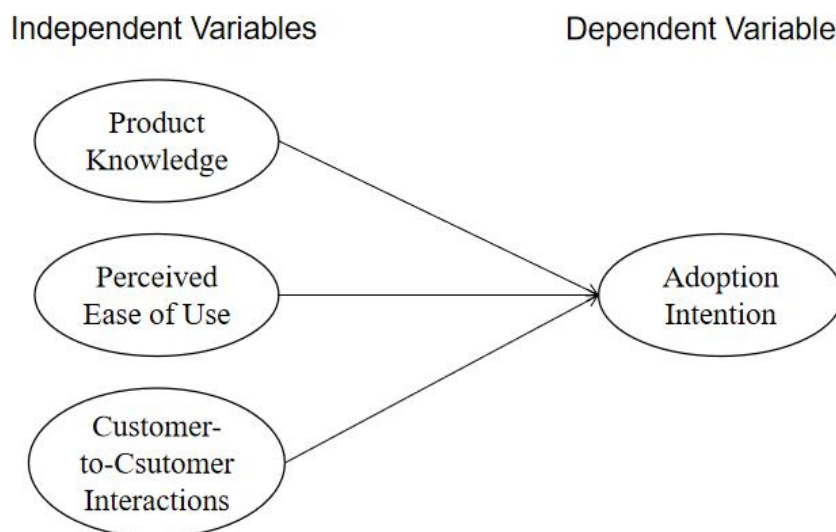 Independent Variables
Dependent Variable
Product
Knowledge
Perceived
Ease of Use
Adoption
Intention
Customer-
to-Csutomer
Interactions